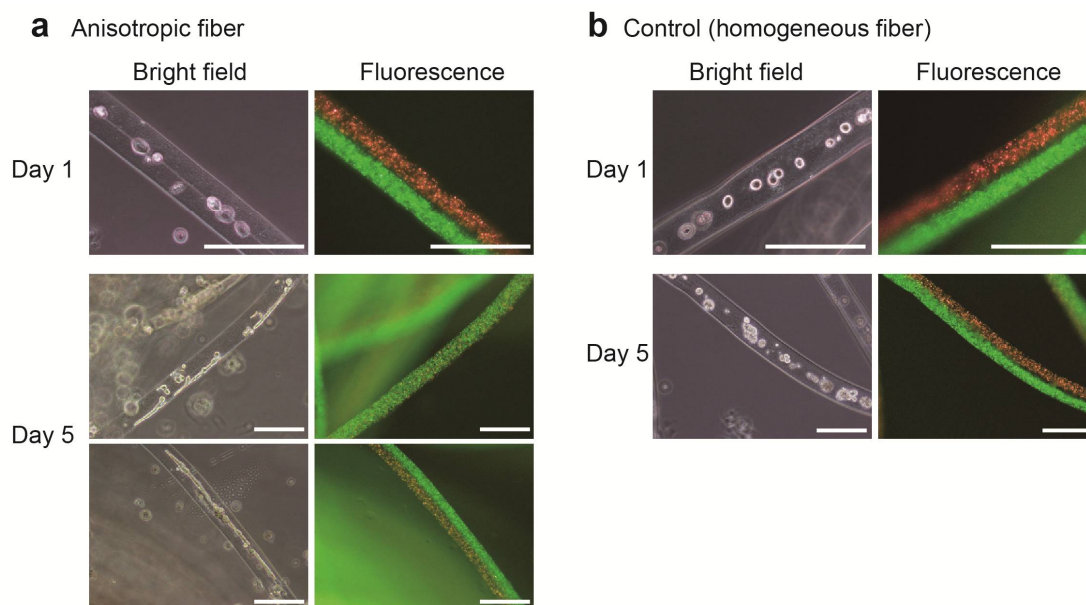 a Anisotropic fiber
Bright field
Fluorescence
Day 1
Day 5
b Control (homogeneous fiber)
Bright field
Fluorescence
Day 1
Day 5